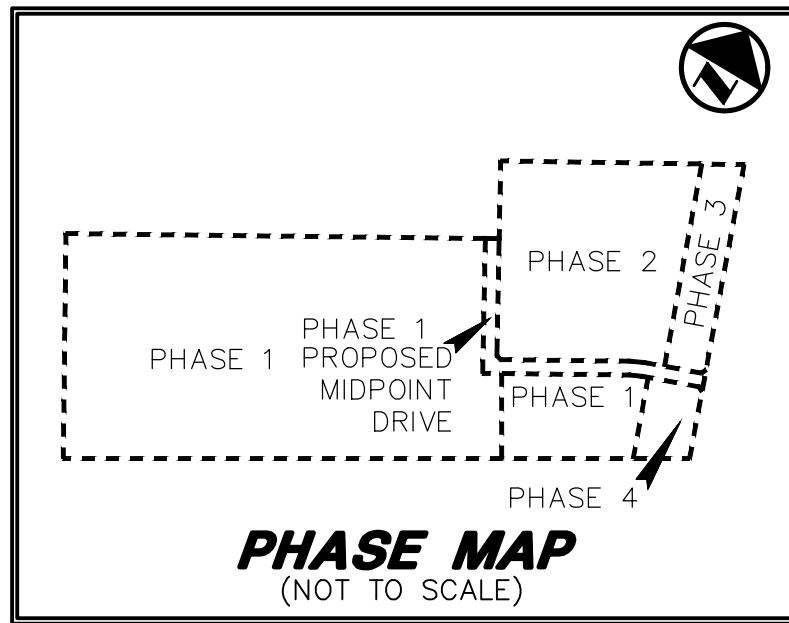 PHASE 2
PHASE 3
PHASE 1
PHASE 1
PROPOSED
MIDPOINT
DRIVE
PHASE 1
PHASE 4
PHASE MAP
(NOT TO SCALE)